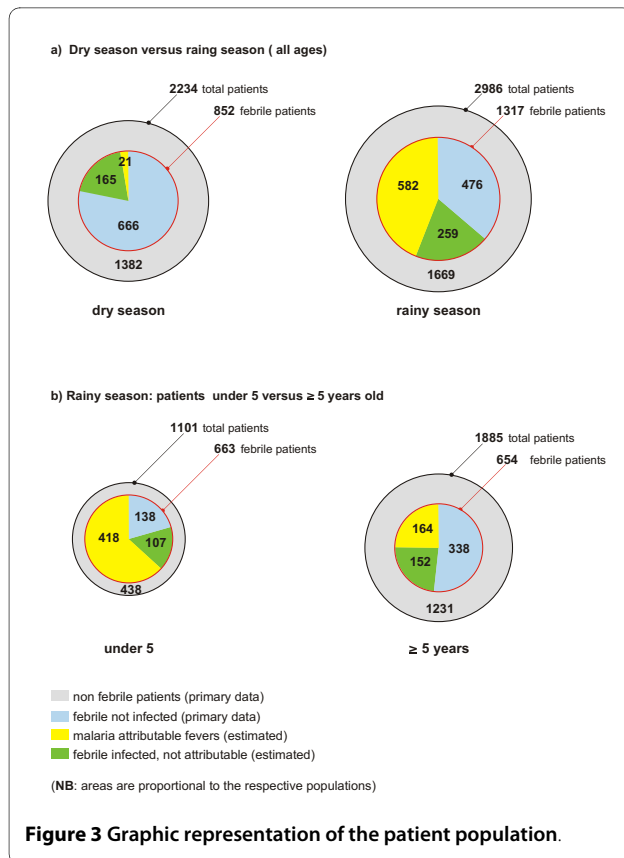 a) Dry season versus raing season ( all ages)
2234 total patients
852 febrile patients
21
165
666
1382
dry season
2986 total patients
1317 febrile patients
582
476
259
1669
rainy season
b) Rainy season: patients under 5 versus ≥ 5 years old
1101 total patients
663 febrile patients
138
418
107
438
under 5
1885 total patients
654 febrile patients
164
338
152
1231
≥ 5 years
non febrile patients (primary data)
febrile not infected (primary data)
malaria attributable fevers (estimated)
febrile infected, not attributable (estimated)
(NB: areas are proportional to the respective populations)
Figure 3 Graphic representation of the patient population.